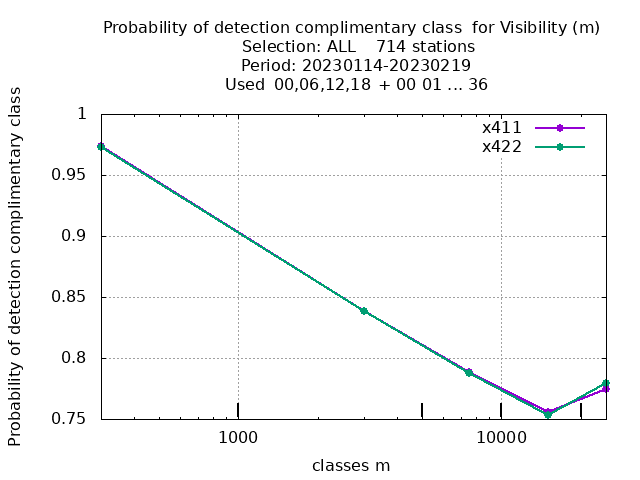 Probability of detection complimentary class for Visibility (m)
Selection: ALL 714 stations
Period: 20230114-20230219
Used 00,06,12,18 + 00 01 ... 36
Probability of detection complimentary class
1
0.95
0.9
0.85
0.8
0.75
x411
x422
1000
10000
classes m